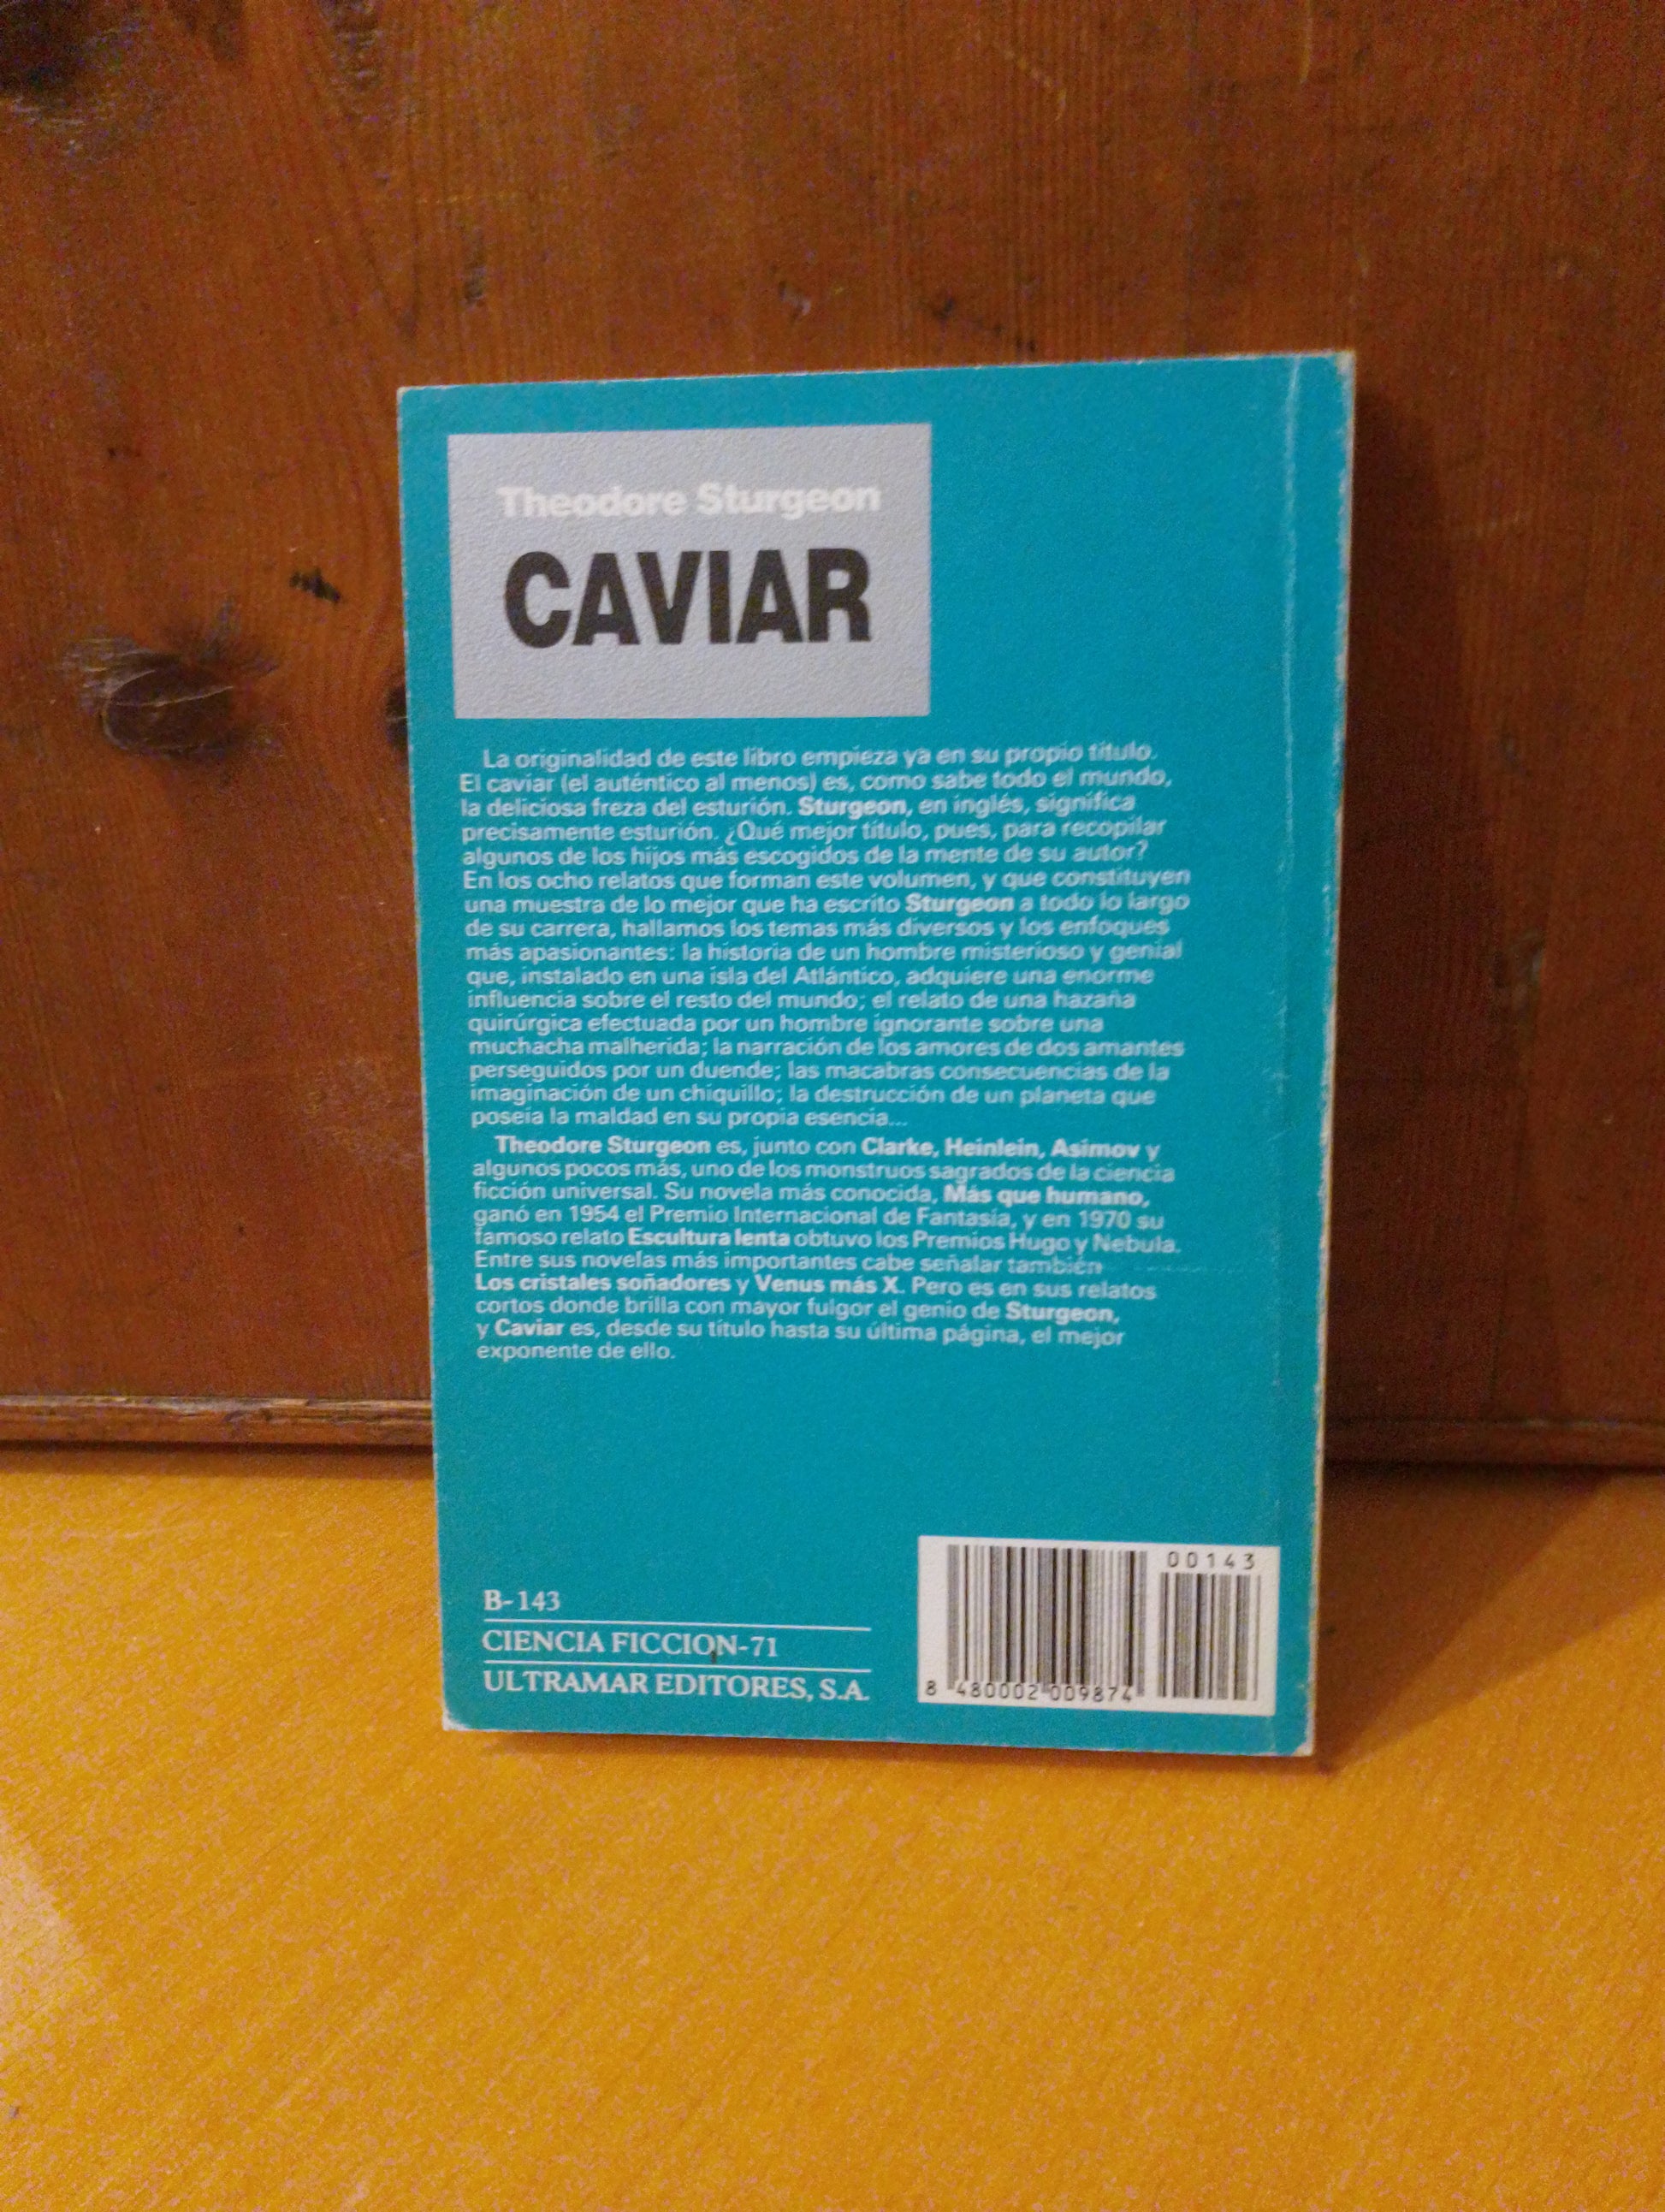 Theodore Sturgeon
CAVIAR
La originalidad de este libro empieza ya en su propio título.
El caviar (el auténtico al menos) es, como sabe todo el mundo,
la deliciosa freza del esturión. Sturgeon, en inglés, significa
precisamente esturión. ¿Qué mejor título, pues, para recopilar
algunos de los hijos más escogidos de la mente de su autor?
En los ocho relatos que forman este volumen, y que constituyen
una muestra de lo mejor que ha escrito Sturgeon a todo lo largo
de su carrera, hallamos los temas más diversos y los enfoques
más apasionantes: la historia de un hombre misterioso y genial
que, instalado en una isla del Atlántico, adquiere una enorme
influencia sobre el resto del mundo; el relato de una hazaña
quirúrgica efectuada por un hombre ignorante sobre una
muchacha malherida; la narración de los amores de dos amantes
perseguidos por un duende; las macabras consecuencias de la
imaginación de un chiquillo; la destrucción de un planeta que
poseía la maldad en su propia esencia...
Theodore Sturgeon es, junto con Clarke, Heinlein, Asimov y
algunos pocos más, uno de los monstruos sagrados de la ciencia
ficción universal. Su novela más conocida, Más que humano,
ganó en 1954 el Premio Internacional de Fantasía, y en 1970 su
famoso relato Escultura lenta obtuvo los Premios Hugo y Nebula.
Entre sus novelas más importantes cabe señalar también
Los cristales soñadores y Venus más X. Pero es en sus relatos
cortos donde brilla con mayor fulgor el genio de Sturgeon,
y Caviar es, desde su título hasta su última página, el mejor
exponente de ello.
B-143
CIENCIA FICCION-71
ULTRAMAR EDITORES, S.A.
00143
8 480002 009874